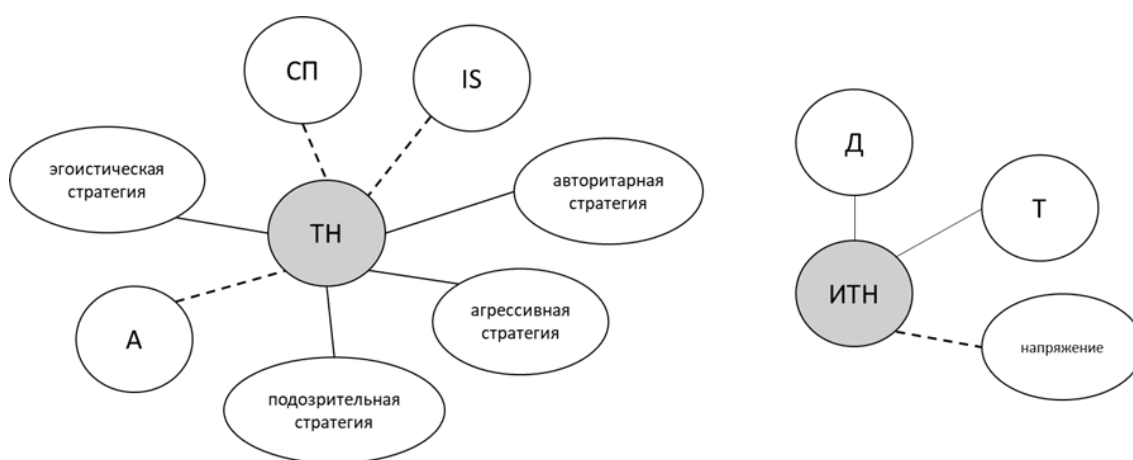 СП
IS
эгоистическая
стратегия
авторитарная
стратегия
ТН
А
агрессивная
стратегия
подозрительная
стратегия
Д
Т
ИТН
напряжение